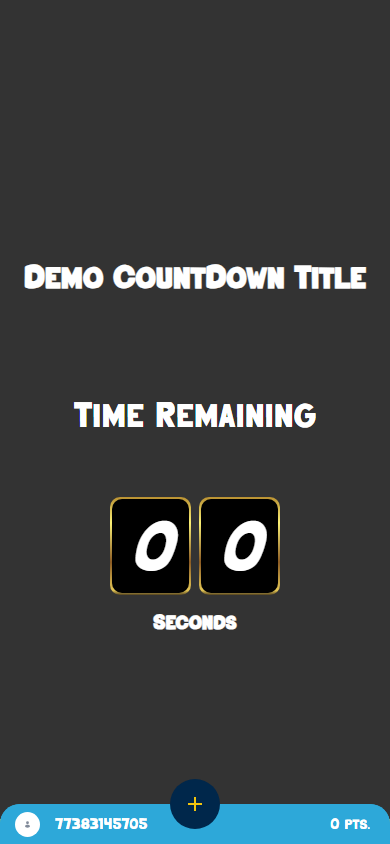 Demo CountDown Title
Time Remaining
0 0
Seconds
77383145705
0 pts.